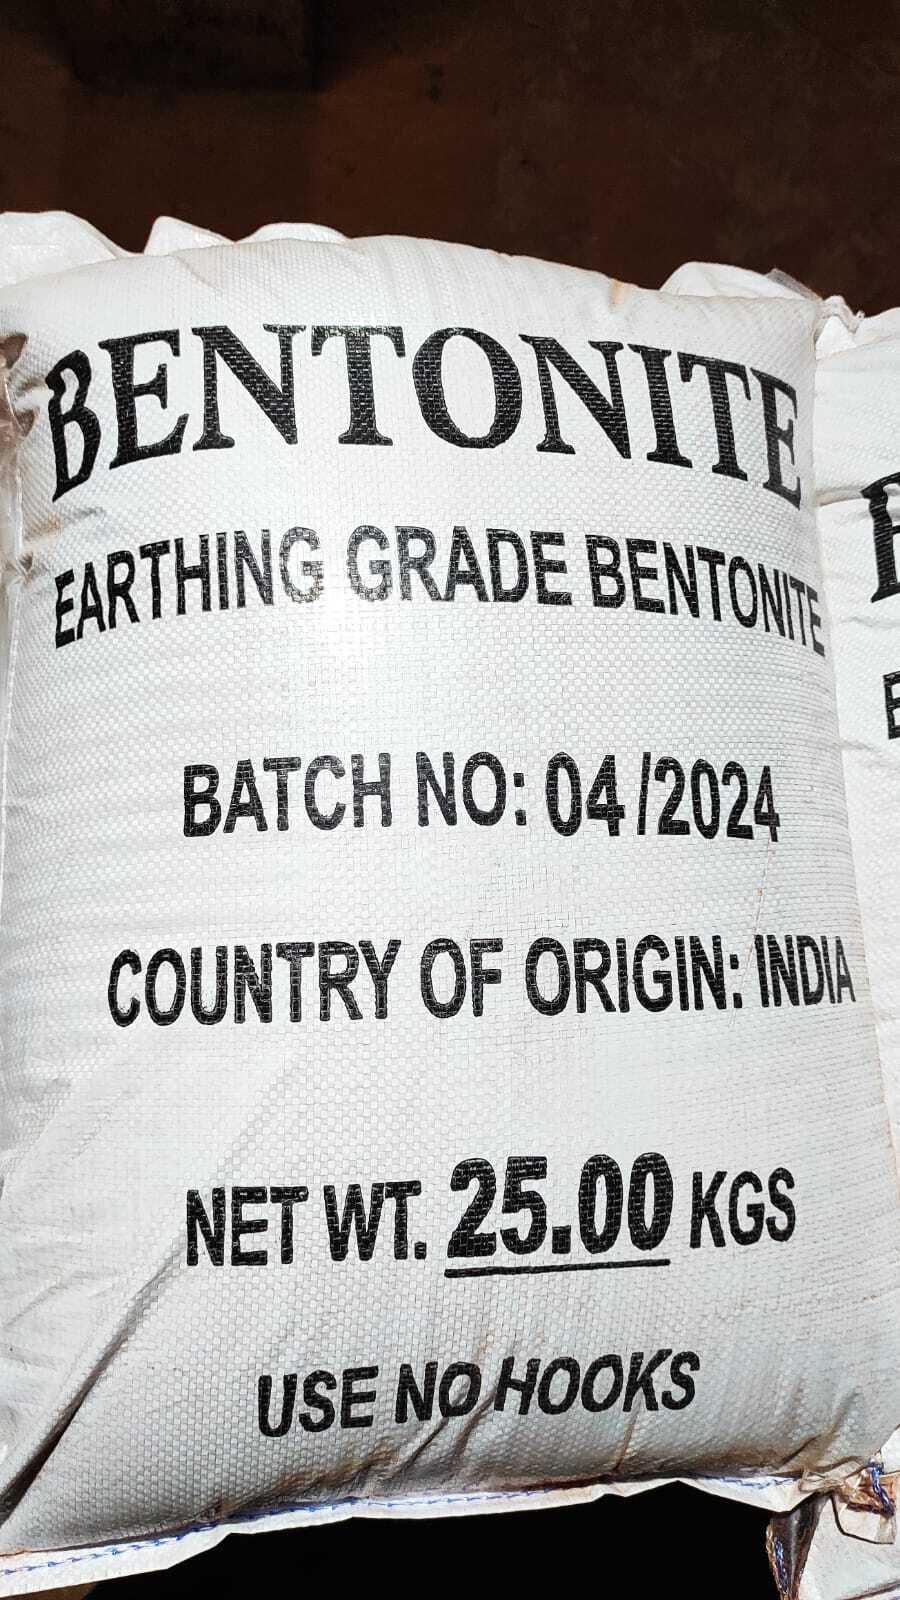 BENTONITE
EARTHING GRADE BENTONITE
BATCH NO: 04/2024
COUNTRY OF ORIGIN: INDIA
NET WT. 25.00 KGS
USE NO HOOKS